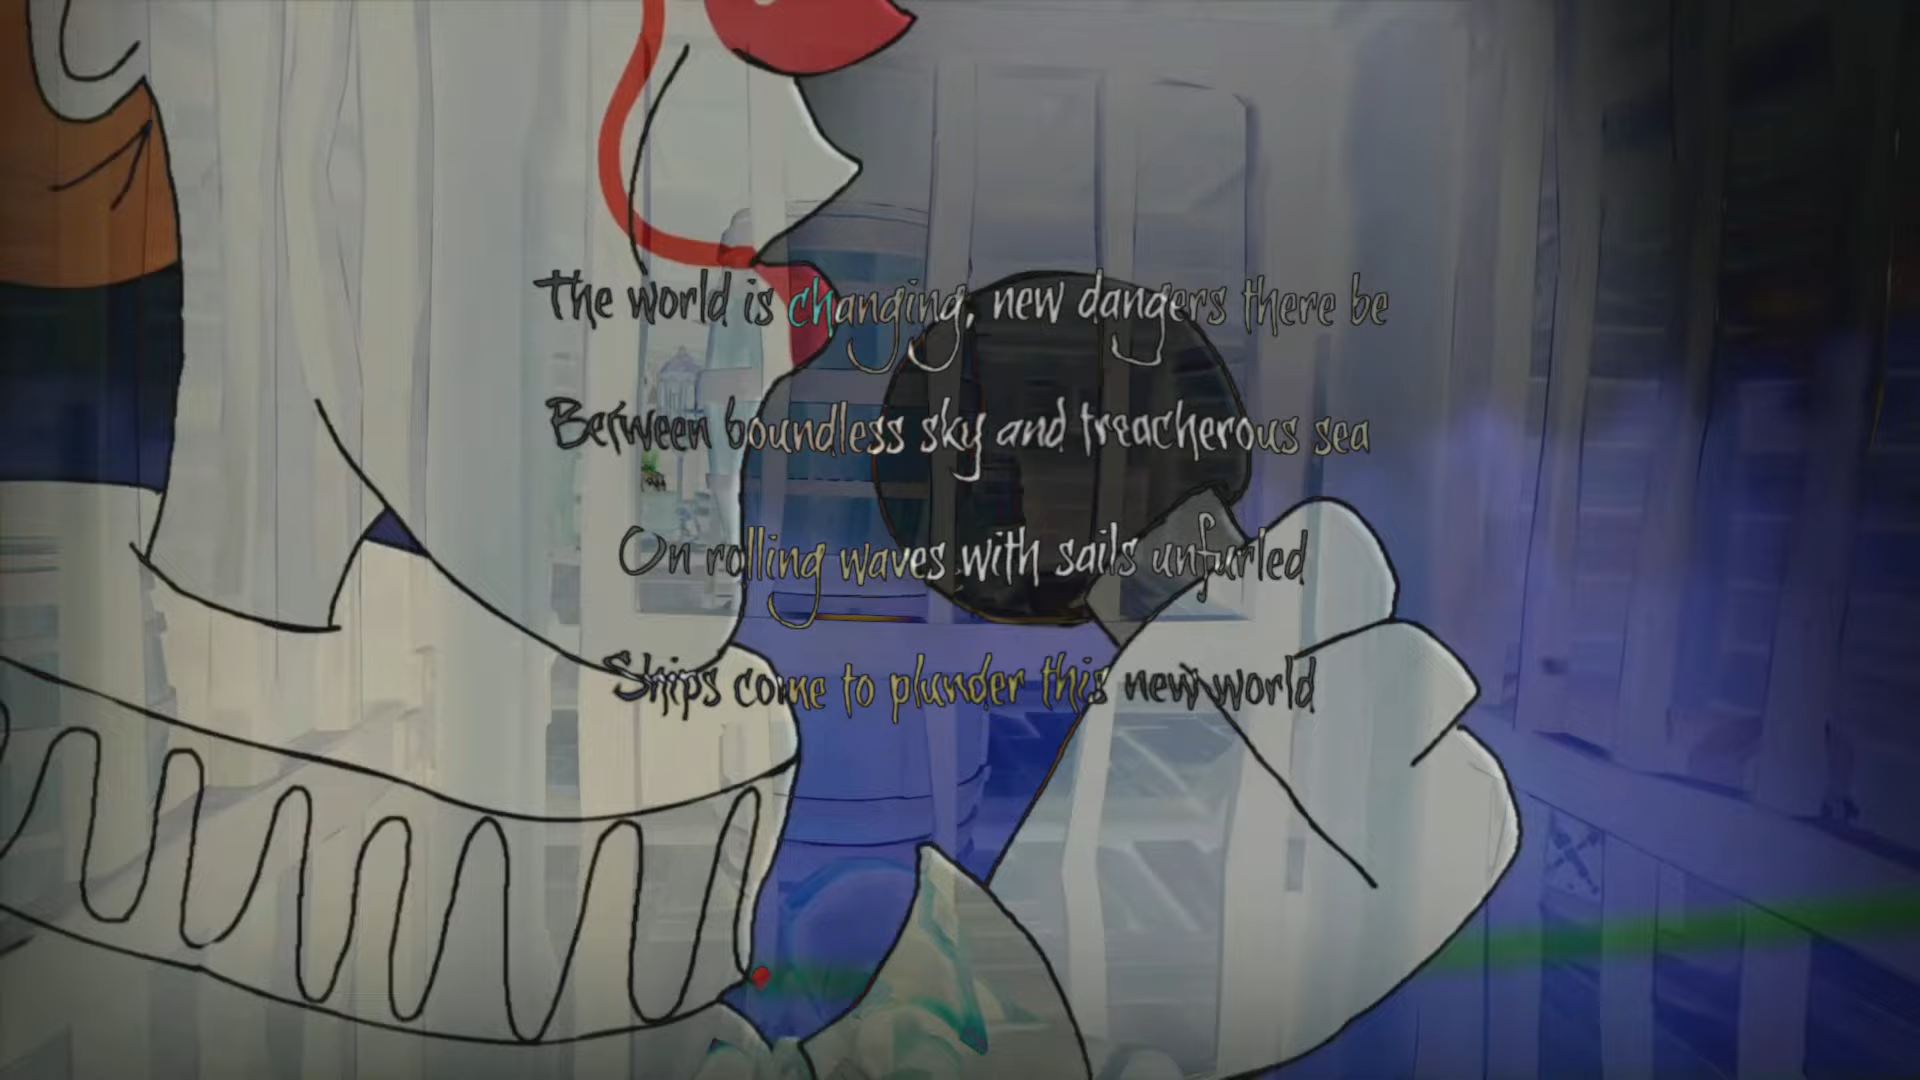 The world is changing, new dangers there be
Between boundless sky and treacherous sea
On rolling waves with sails unfurled
Ships come to plunder this new world